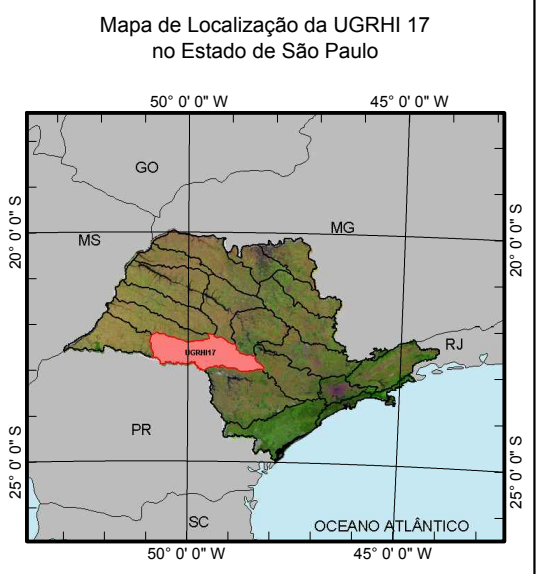 Mapa de Localização da UGRHI 17
no Estado de São Paulo
50° 0' 0" W
45° 0' 0" W
GO
20° 0' 0" S
20° 0' 0" S
MS
MG
UGRHI17
RJ
PR
25° 0' 0" S
25° 0' 0" S
SC
OCEANO ATLÂNTICO
50° 0' 0" W
45° 0' 0" W